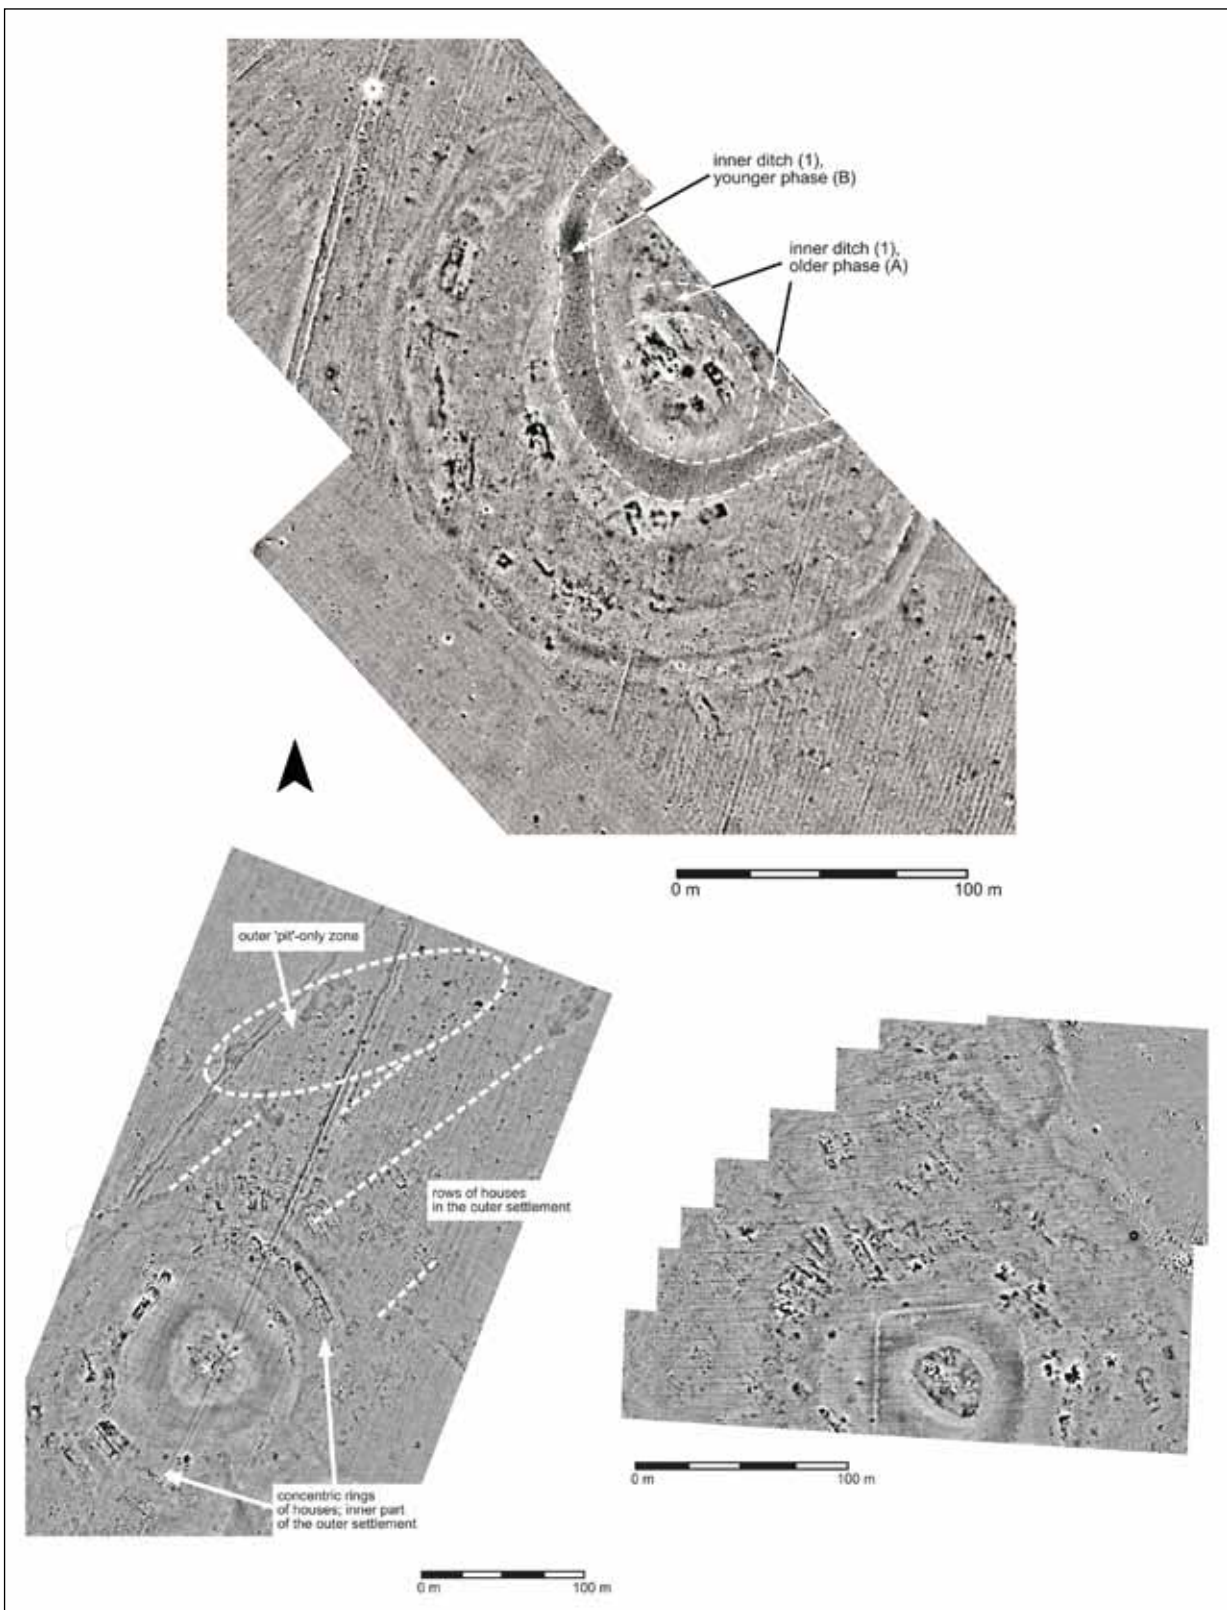 inner ditch (1),
younger phase (B)
inner ditch (1),
older phase (A)
0 m 100 m
outer 'pit'-only zone
rows of houses
in the outer settlement
concentric rings
of houses; inner part
of the outer settlement
0 m 100 m
0 m 100 m